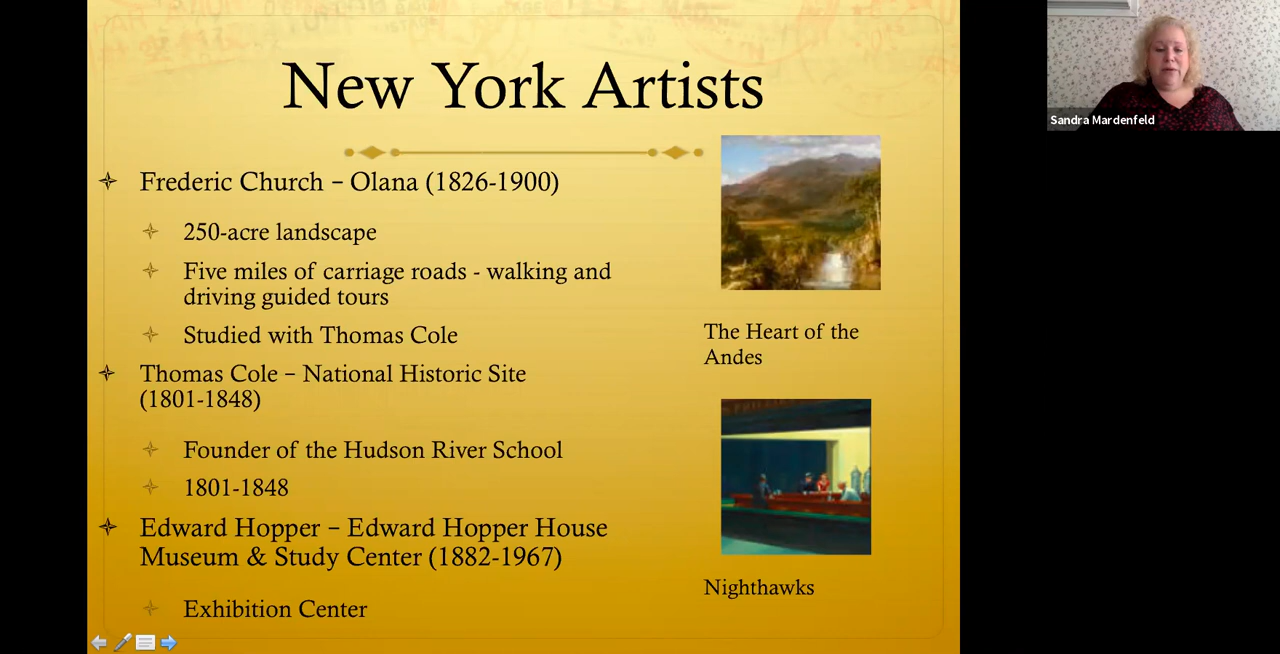 New York Artists
Frederic Church – Olana (1826-1900)
250-acre landscape
Five miles of carriage roads - walking and
driving guided tours
Studied with Thomas Cole
Thomas Cole – National Historic Site
(1801-1848)
Founder of the Hudson River School
1801-1848
Edward Hopper – Edward Hopper House
Museum & Study Center (1882-1967)
Exhibition Center
The Heart of the
Andes
Nighthawks
Sandra Mardenfeld